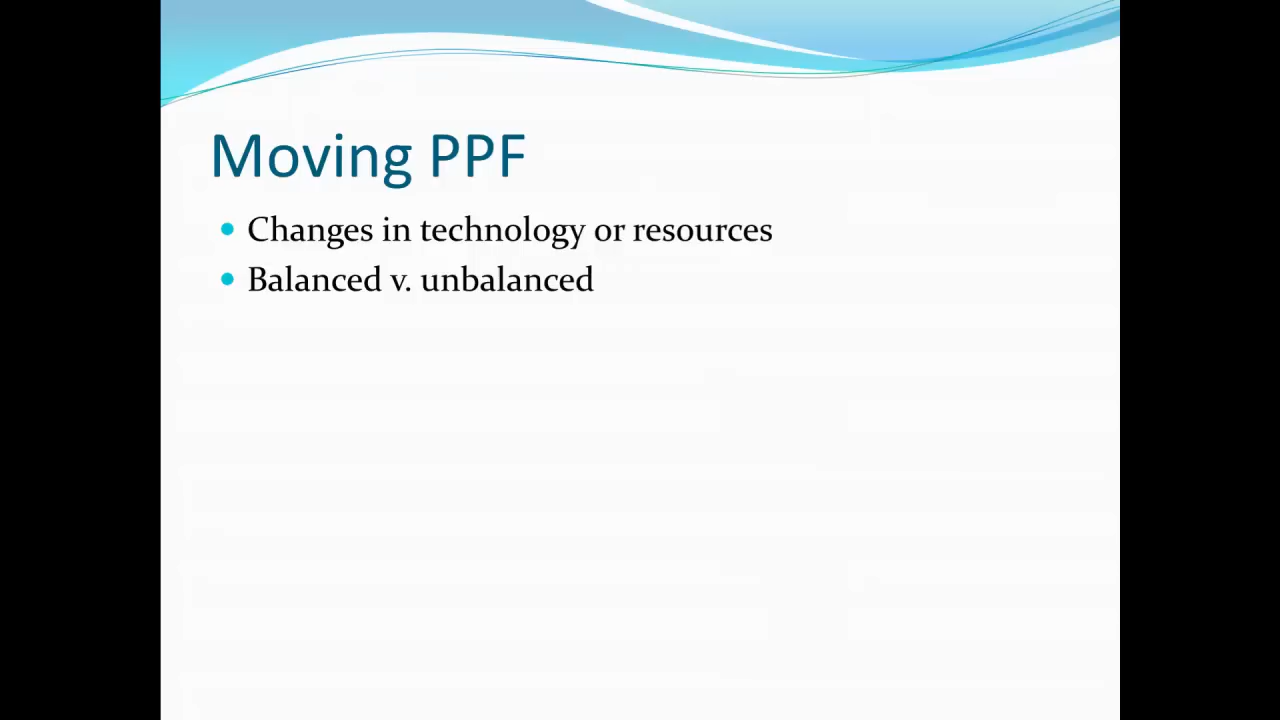 Moving PPF
Changes in technology or resources
Balanced v. unbalanced